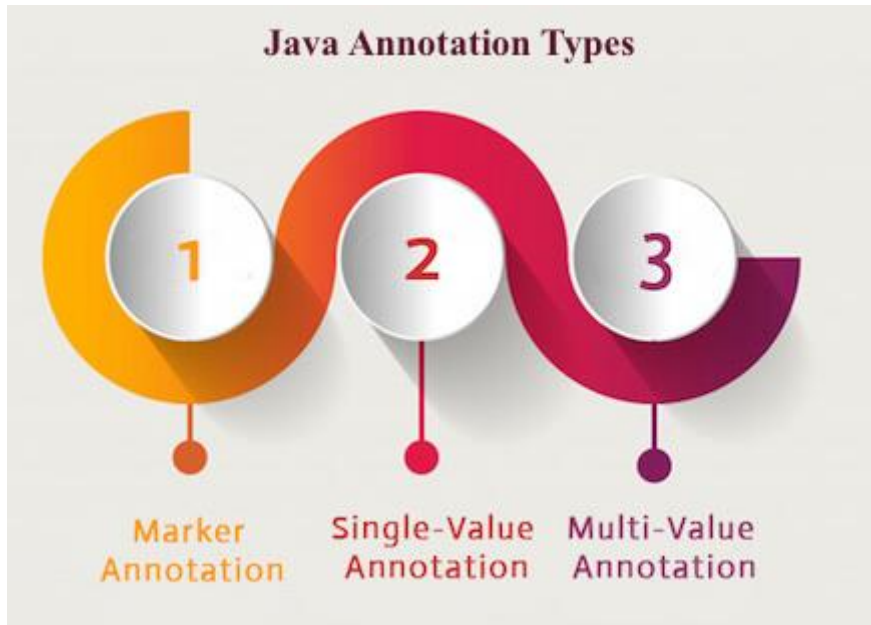 Java Annotation Types
1
2
3
Marker
Annotation
Single-Value
Annotation
Multi-Value
Annotation